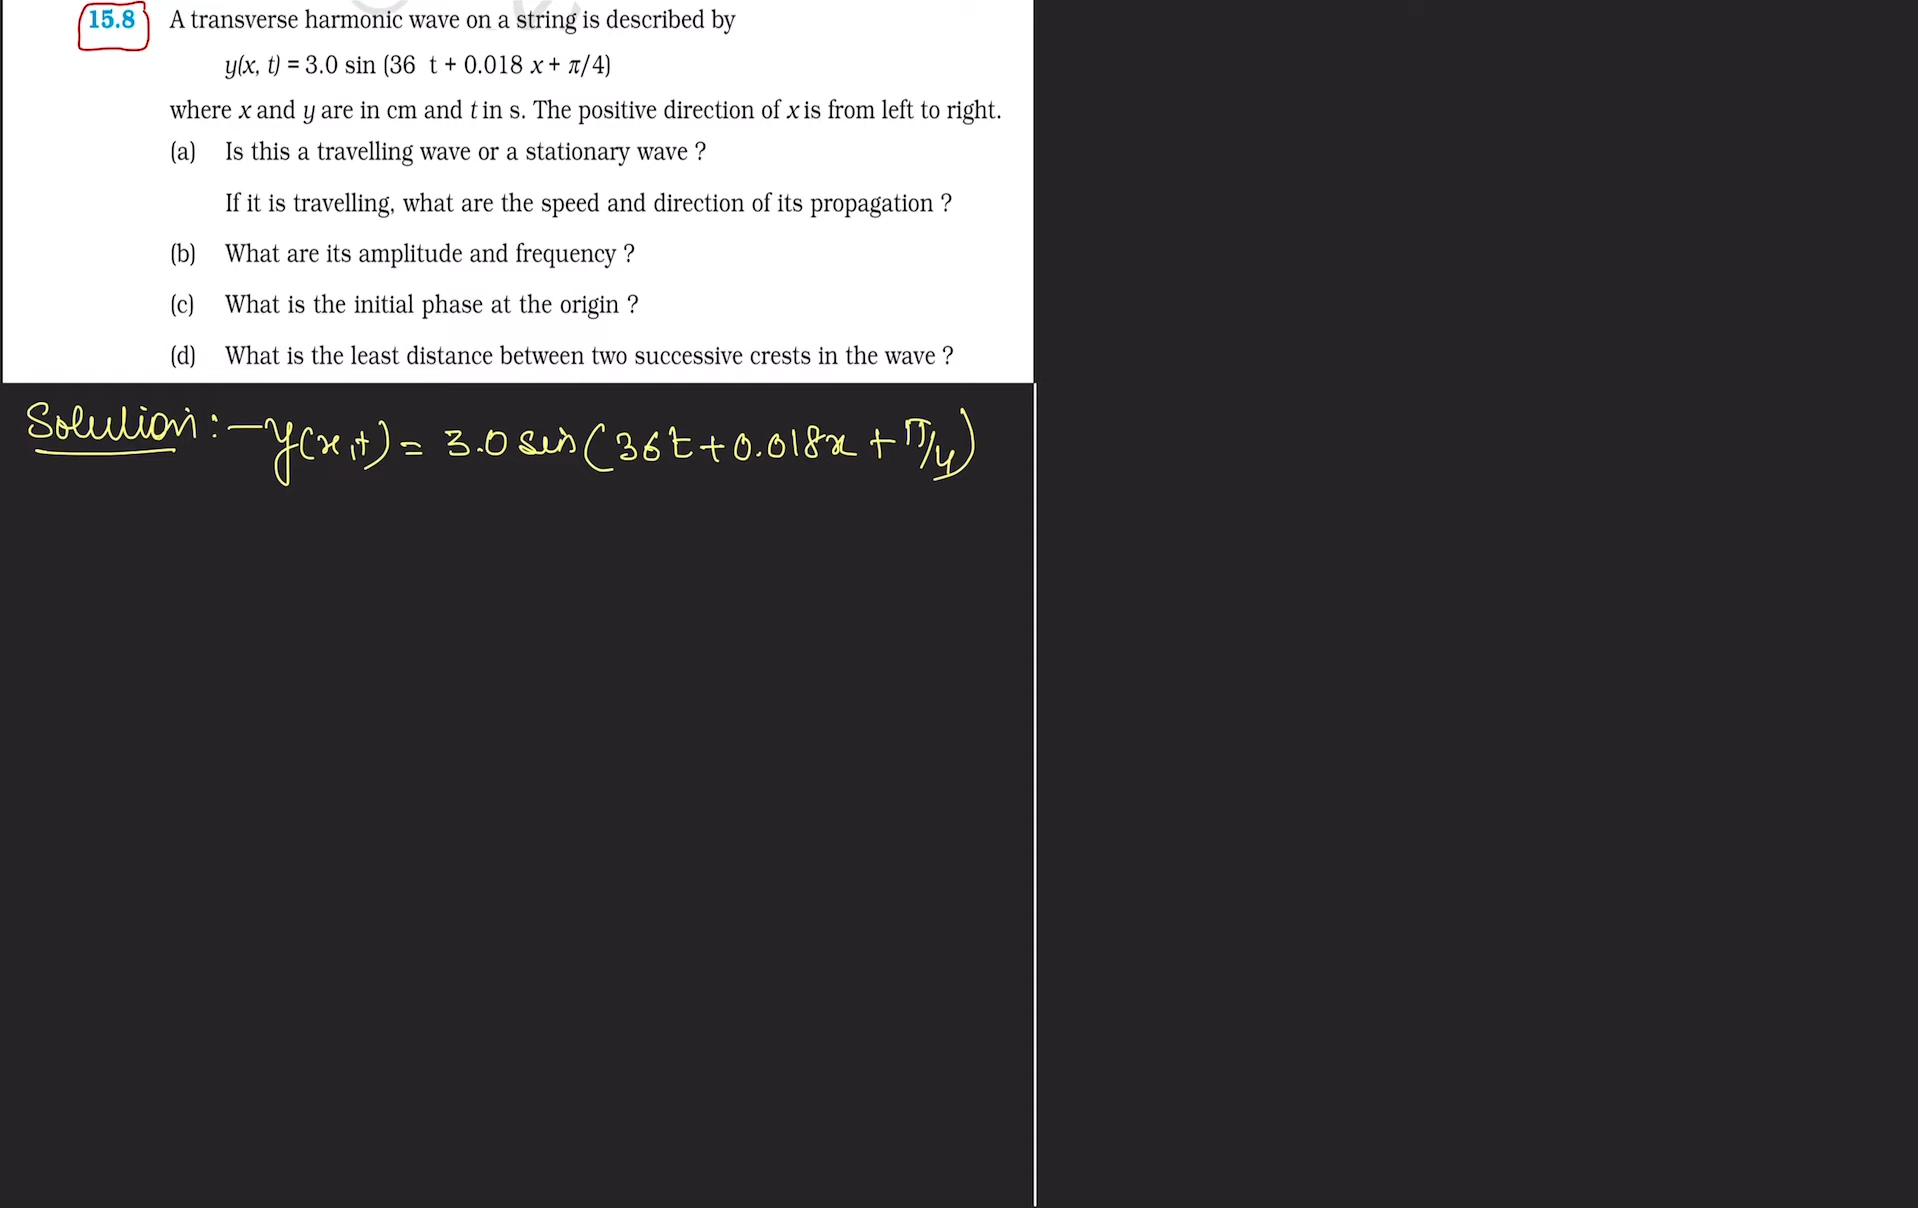 15.8 A transverse harmonic wave on a string is described by
y(x, t) = 3.0 sin (36 t + 0.018 x + π/4)
where x and y are in cm and t in s. The positive direction of x is from left to right.
(a) Is this a travelling wave or a stationary wave ?
If it is travelling, what are the speed and direction of its propagation ?
(b) What are its amplitude and frequency ?
(c) What is the initial phase at the origin ?
(d) What is the least distance between two successive crests in the wave ?
Solution :- y(x,t) = 3.0 sin (36t + 0.018x + π/4)